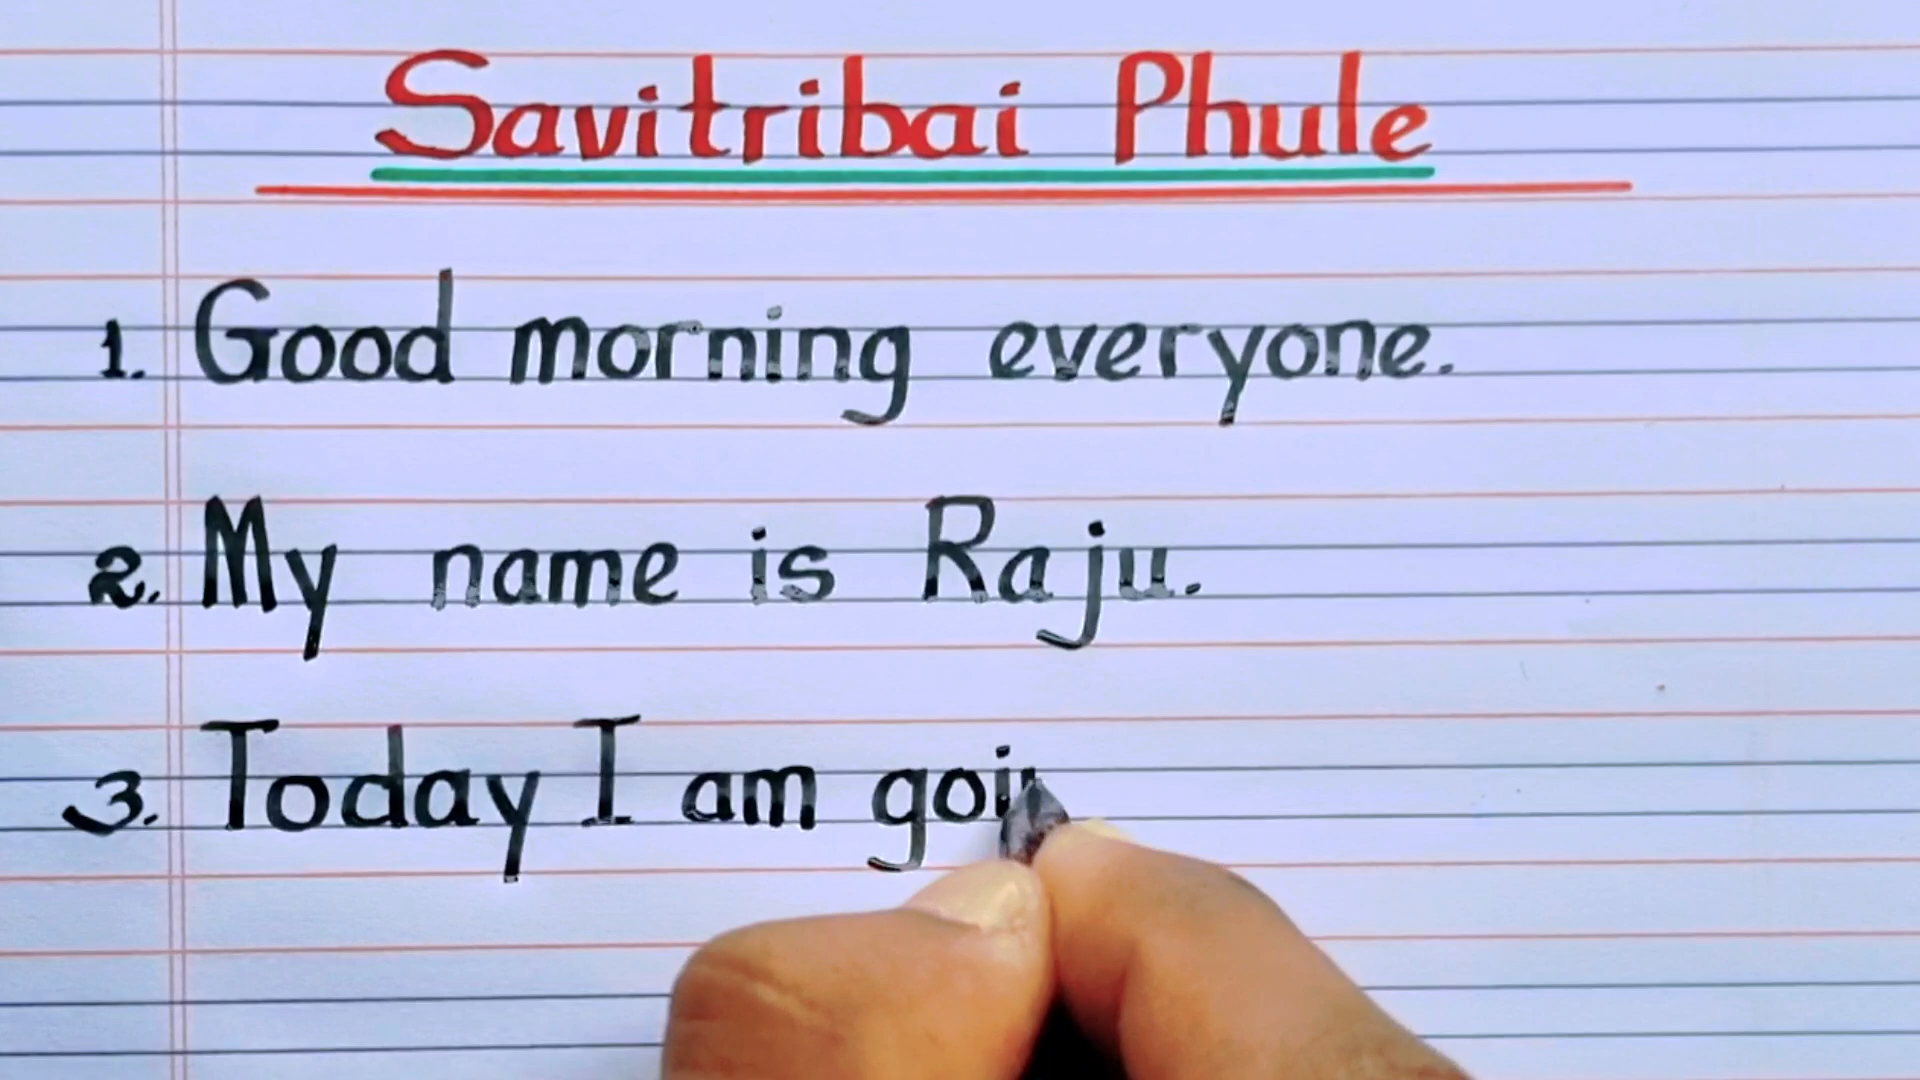 Savitribai Phule
1. Good morning everyone.
2. My name is Raju.
3. Today I am